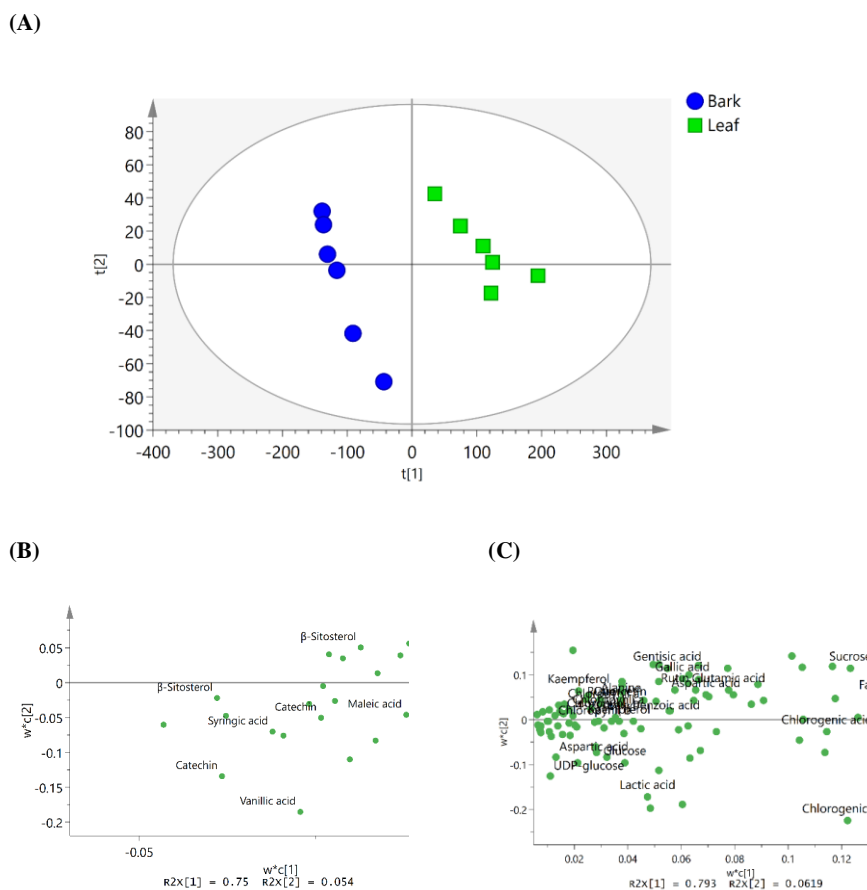 (A)
Bark
Leaf
80
60
40
20
0
-20
-40
-60
-80
-100
t[2]
-400 -300 -200 -100 0 100 200 300
t[1]
(B)
(C)
w*c[2]
0.05
0
-0.05
-0.1
-0.15
-0.2
β-Sitosterol
β-Sitosterol
Catechin
Maleic acid
Syringic acid
Catechin
Vanillic acid
-0.05
w*c[1]
R2X[1] = 0.75 R2X[2] = 0.054
w*c[2]
0.1
0
-0.1
-0.2
Gentisic acid
Gallic acid
Sucrose
Kaempferol
Rutin
Glutamic acid
Aspartic acid
Alanine
Fa
Chlorogenic acid
Aspartic acid
Glucose
UDP-glucose
Lactic acid
Chlorogenic
0.02 0.04 0.06 0.08 0.1 0.12
w*c[1]
R2X[1] = 0.793 R2X[2] = 0.0619